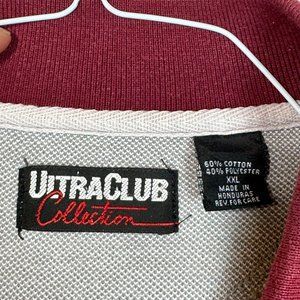 ULTRACLUB
Collection
60% COTTON
40% POLYESTER
XXL
MADE IN
HONDURAS
REV. FOR CARE